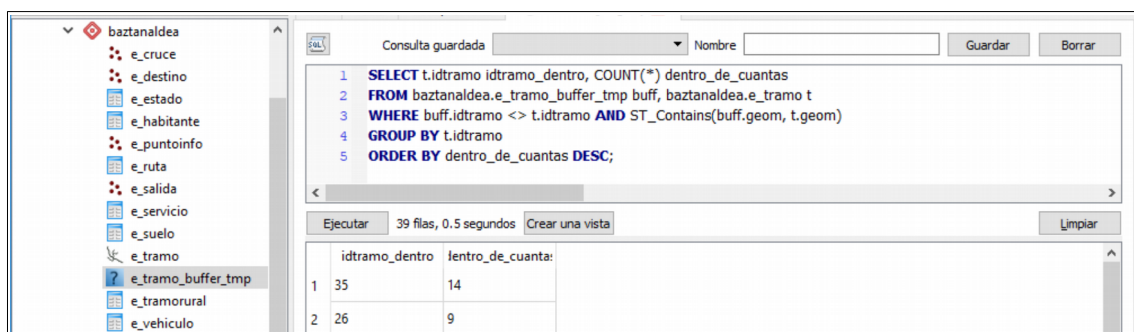 baztanaldea
e_cruce
e_destino
e_estado
e_habitante
e_puntoinfo
e_ruta
e_salida
e_servicio
e_suelo
e_tramo
e_tramo_buffer_tmp
e_tramorural
e_vehiculo
SQL Consulta guardada Nombre Guardar Borrar
1 SELECT t.idtramo idtramo_dentro, COUNT(*) dentro_de_cuantas
2 FROM baztanaldea.e_tramo_buffer_tmp buff, baztanaldea.e_tramo t
3 WHERE buff.idtramo <> t.idtramo AND ST_Contains(buff.geom, t.geom)
4 GROUP BY t.idtramo
5 ORDER BY dentro_de_cuantas DESC;
Ejecutar 39 filas, 0.5 segundos Crear una vista Limpiar
idtramo_dentro dentro_de_cuanta
1 35 14
2 26 9